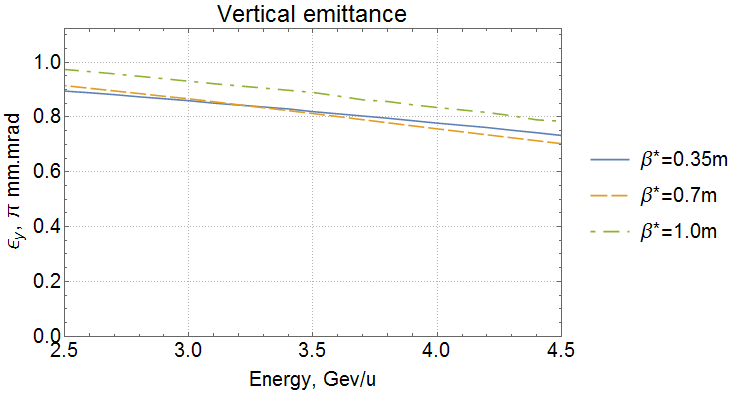 Vertical emittance
1.0
0.8
0.6
0.4
0.2
0.0
ϵy, π mm.mrad
2.5 3.0 3.5 4.0 4.5
Energy, Gev/u
β*=0.35m
β*=0.7m
β*=1.0m